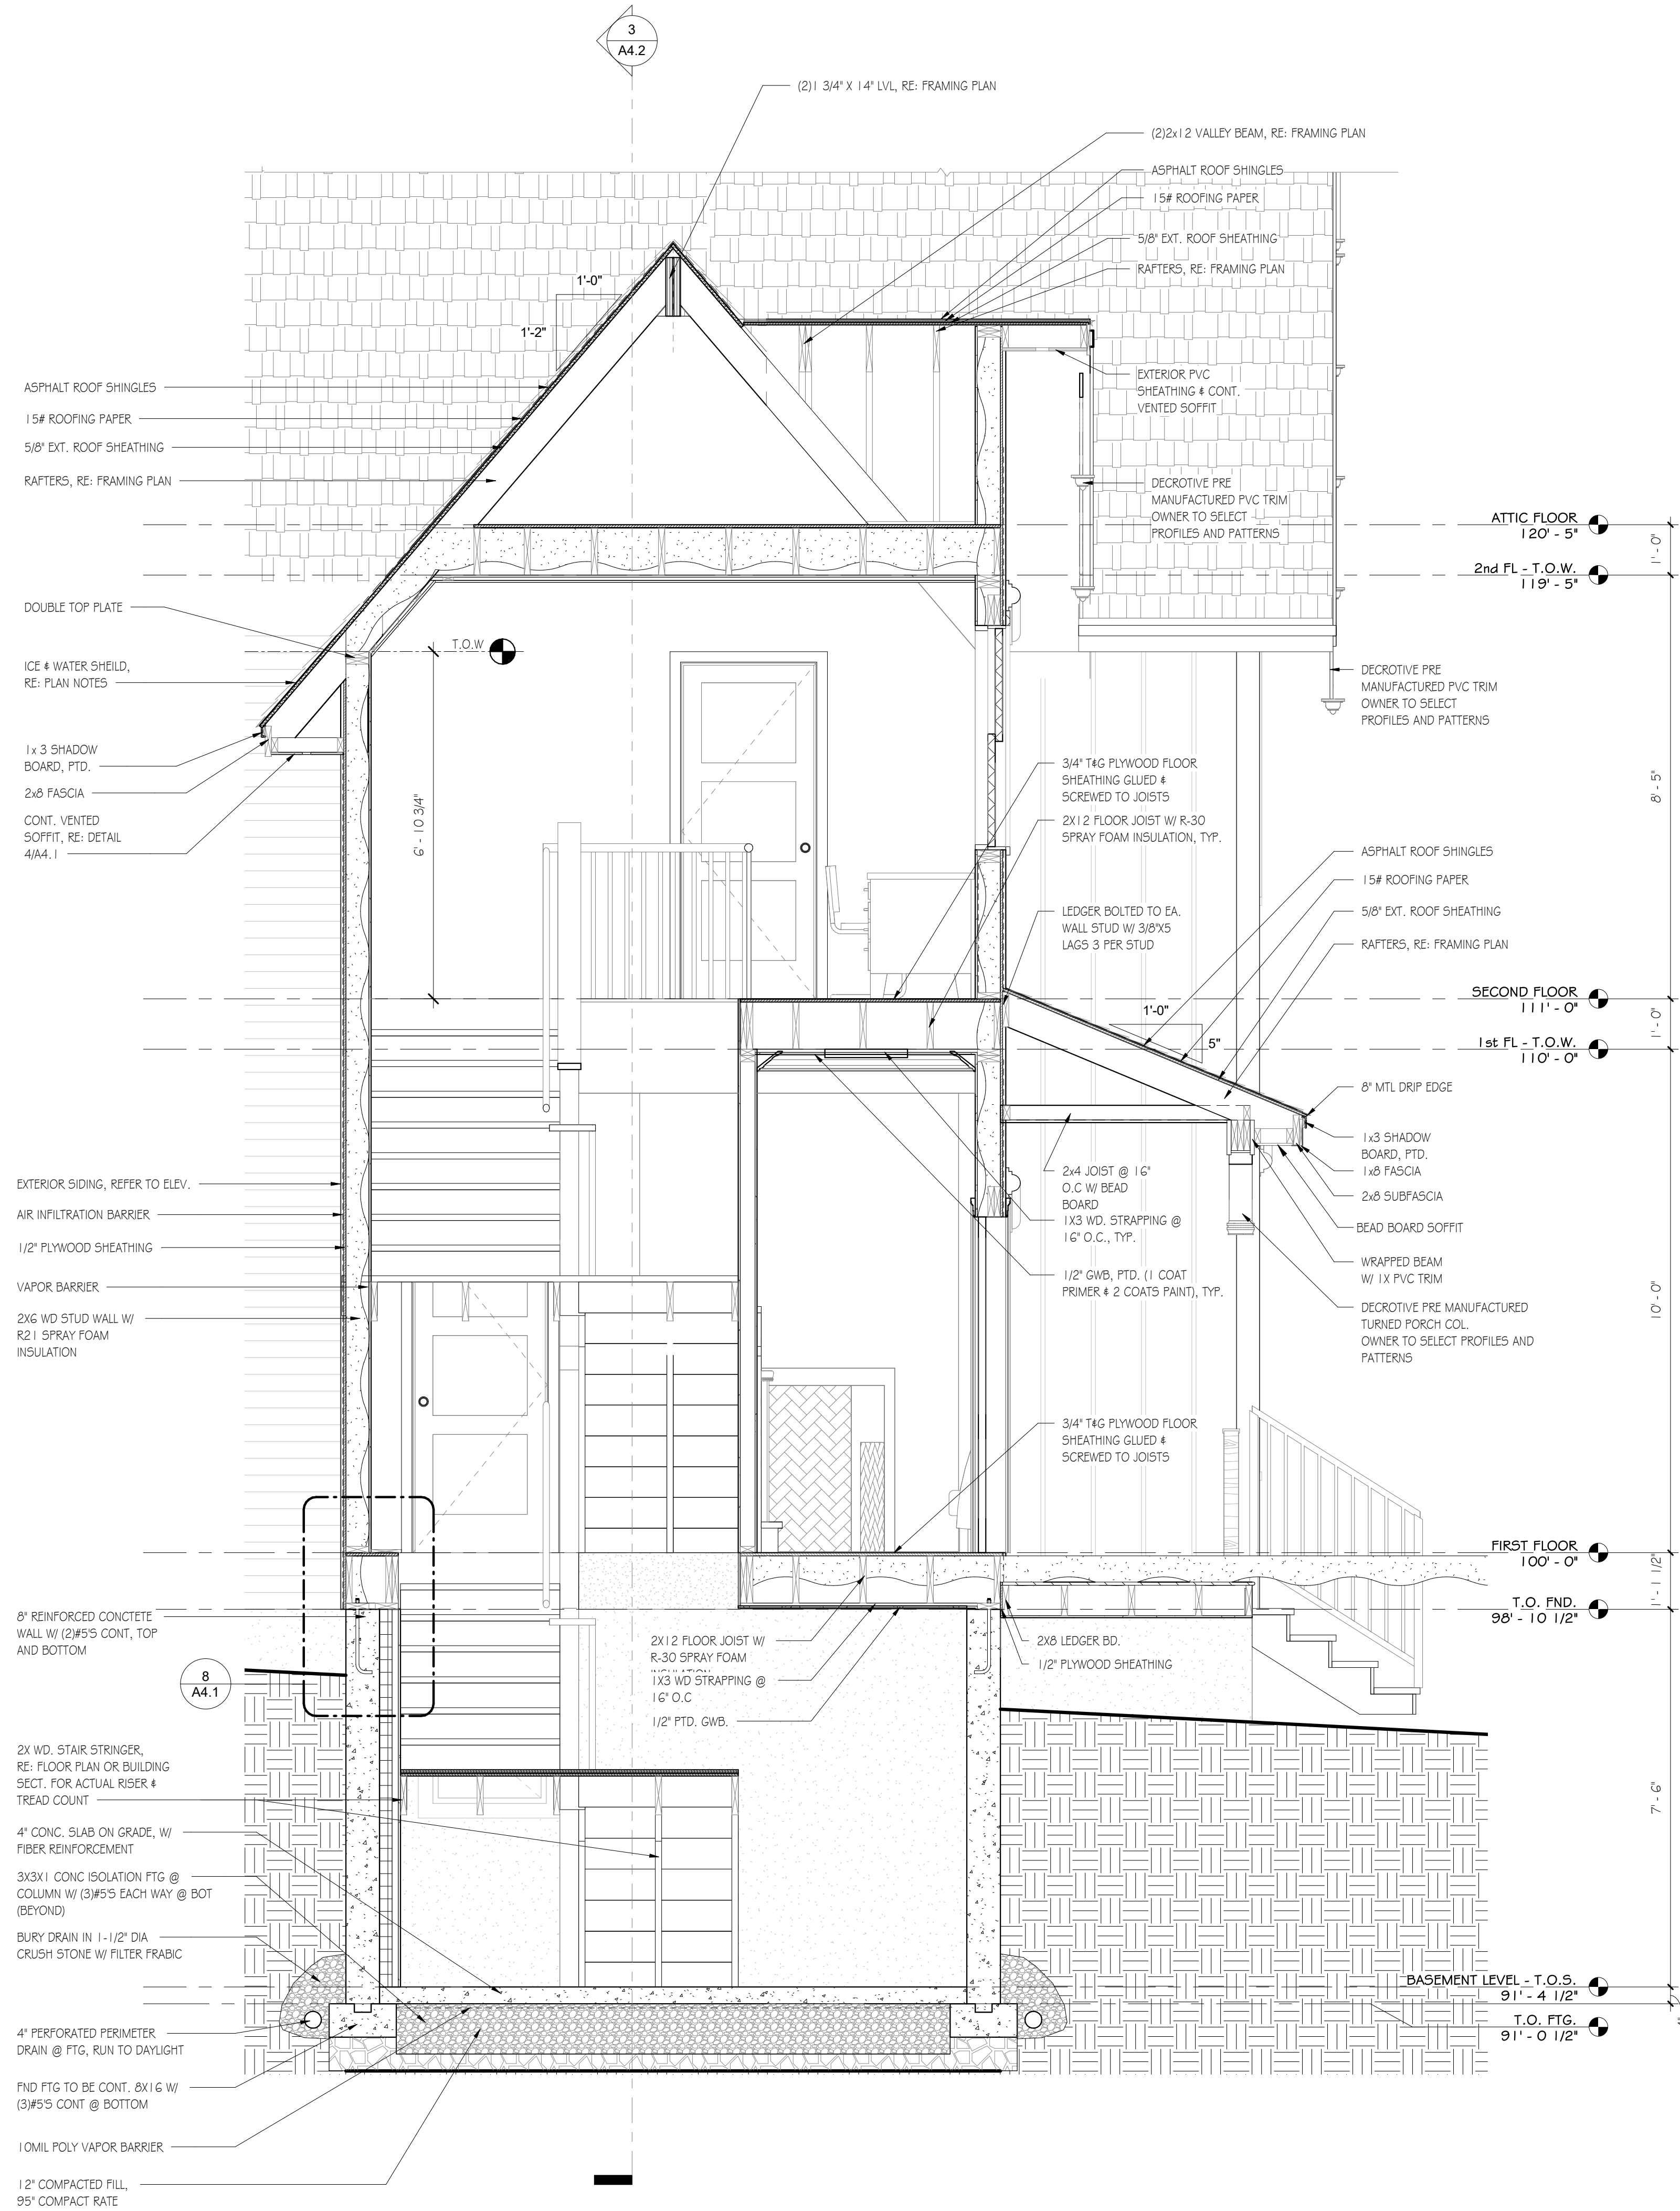 3
A4.2
(2)1 3/4" X 14" LVL, RE: FRAMING PLAN
(2)2x12 VALLEY BEAM, RE: FRAMING PLAN
ASPHALT ROOF SHINGLES
15# ROOFING PAPER
5/8" EXT. ROOF SHEATHING
RAFTERS, RE: FRAMING PLAN
1'-0"
1'-2"
EXTERIOR PVC
SHEATHING & CONT.
VENTED SOFFIT
DECROTIVE PRE
MANUFACTURED PVC TRIM
OWNER TO SELECT
PROFILES AND PATTERNS
ASPHALT ROOF SHINGLES
15# ROOFING PAPER
5/8" EXT. ROOF SHEATHING
RAFTERS, RE: FRAMING PLAN
DOUBLE TOP PLATE
ICE & WATER SHEILD,
RE: PLAN NOTES
1x 3 SHADOW
BOARD, PTD.
2x8 FASCIA
CONT. VENTED
SOFFIT, RE: DETAIL
4/A4.1
T.O.W
6' - 10 3/4"
ATTIC FLOOR
120' - 5"
1' - 0"
2nd FL - T.O.W.
119' - 5"
DECROTIVE PRE
MANUFACTURED PVC TRIM
OWNER TO SELECT
PROFILES AND PATTERNS
8' - 5"
3/4" T&G PLYWOOD FLOOR
SHEATHING GLUED &
SCREWED TO JOISTS
2X12 FLOOR JOIST W/ R-30
SPRAY FOAM INSULATION, TYP.
LEDGER BOLTED TO EA.
WALL STUD W/ 3/8"X5
LAGS 3 PER STUD
ASPHALT ROOF SHINGLES
15# ROOFING PAPER
5/8" EXT. ROOF SHEATHING
RAFTERS, RE: FRAMING PLAN
SECOND FLOOR
111' - 0"
1' - 0"
1st FL - T.O.W.
110' - 0"
1'-0"
5"
8" MTL DRIP EDGE
1x3 SHADOW
BOARD, PTD.
1x8 FASCIA
2x8 SUBFASCIA
BEAD BOARD SOFFIT
WRAPPED BEAM
W/ 1X PVC TRIM
DECROTIVE PRE MANUFACTURED
TURNED PORCH COL.
OWNER TO SELECT PROFILES AND
PATTERNS
2x4 JOIST @ 16"
O.C W/ BEAD
BOARD
1X3 WD. STRAPPING @
16" O.C., TYP.
1/2" GWB, PTD. (1 COAT
PRIMER & 2 COATS PAINT), TYP.
10' - 0"
EXTERIOR SIDING, REFER TO ELEV.
AIR INFILTRATION BARRIER
1/2" PLYWOOD SHEATHING
VAPOR BARRIER
2X6 WD STUD WALL W/
R21 SPRAY FOAM
INSULATION
3/4" T&G PLYWOOD FLOOR
SHEATHING GLUED &
SCREWED TO JOISTS
FIRST FLOOR
100' - 0"
1' - 1 1/2"
T.O. FND.
98' - 10 1/2"
8" REINFORCED CONCTETE
WALL W/ (2)#5'S CONT, TOP
AND BOTTOM
8
A4.1
2X12 FLOOR JOIST W/
R-30 SPRAY FOAM
1X3 WD STRAPPING @
16" O.C
1/2" PTD. GWB.
2X8 LEDGER BD.
1/2" PLYWOOD SHEATHING
2X WD. STAIR STRINGER,
RE: FLOOR PLAN OR BUILDING
SECT. FOR ACTUAL RISER &
TREAD COUNT
4" CONC. SLAB ON GRADE, W/
FIBER REINFORCEMENT
3X3X1 CONC ISOLATION FTG @
COLUMN W/ (3)#5'S EACH WAY @ BOT
(BEYOND)
BURY DRAIN IN 1-1/2" DIA
CRUSH STONE W/ FILTER FRABIC
4" PERFORATED PERIMETER
DRAIN @ FTG, RUN TO DAYLIGHT
FND FTG TO BE CONT. 8X16 W/
(3)#5'S CONT @ BOTTOM
10MIL POLY VAPOR BARRIER
12" COMPACTED FILL,
95" COMPACT RATE
7' - 6"
BASEMENT LEVEL - T.O.S.
91' - 4 1/2"
T.O. FTG.
91' - 0 1/2"